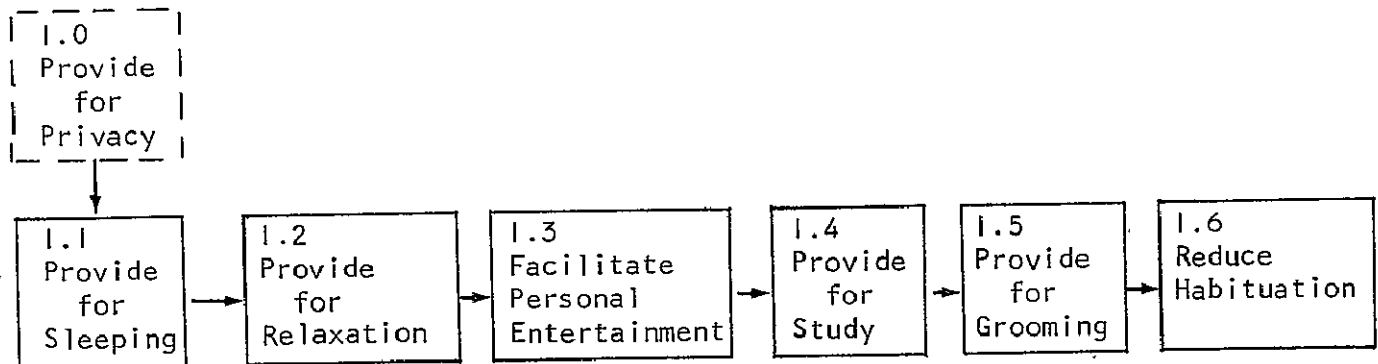 1.0
Provide
for
Privacy
1.1
Provide
for
Sleeping
1.2
Provide
for
Relaxation
1.3
Facilitate
Personal
Entertainment
1.4
Provide
for
Study
1.5
Provide
for
Grooming
1.6
Reduce
Habituation